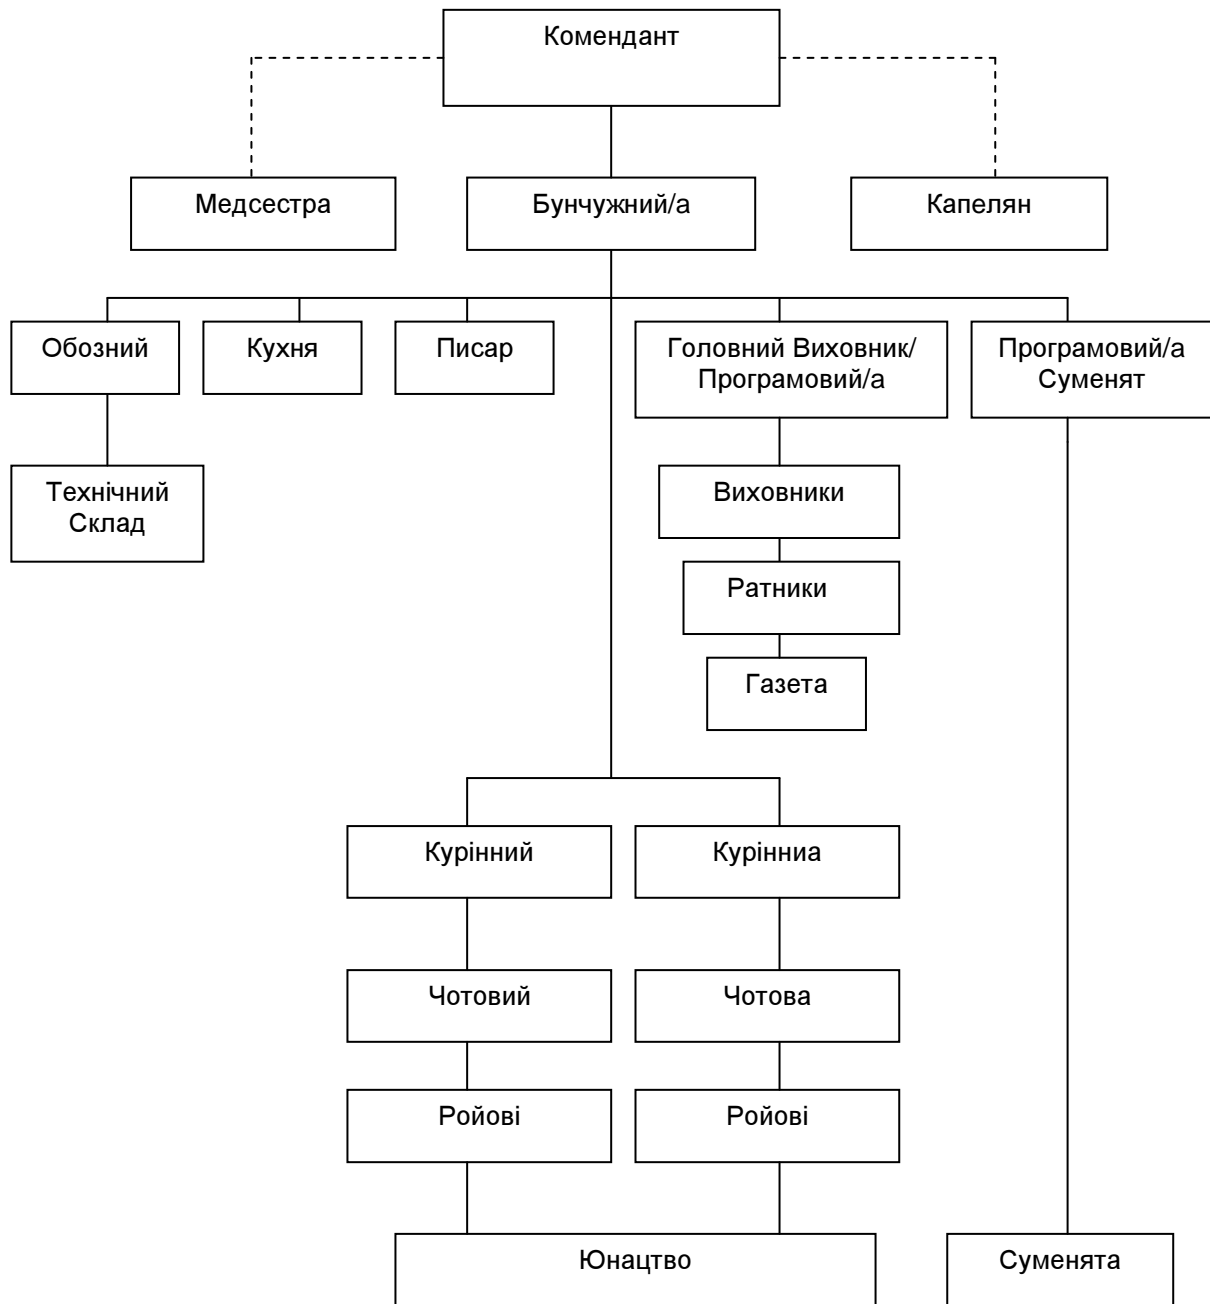 Комендант
Медсестра
Бунчужний/а
Капелян
Обозний
Кухня
Писар
Головний Виховник/
Програмовий/а
Програмовий/а
Суменят
Технічний
Склад
Виховники
Ратники
Газета
Курінний
Курінниа
Чотовий
Чотова
Ройові
Ройові
Юнацтво
Суменята